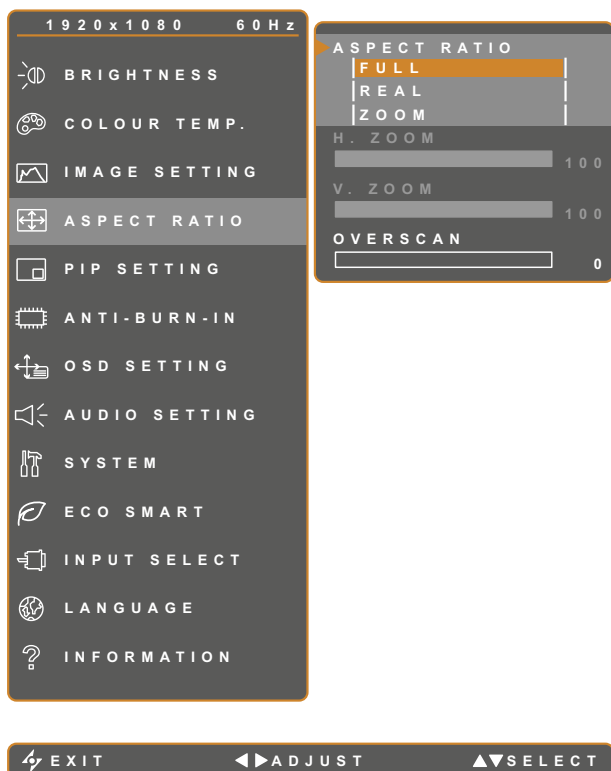 1920x1080 60Hz
BRIGHTNESS
COLOUR TEMP.
IMAGE SETTING
ASPECT RATIO
PIP SETTING
ANTI-BURN-IN
OSD SETTING
AUDIO SETTING
SYSTEM
ECO SMART
INPUT SELECT
LANGUAGE
INFORMATION
ASPECT RATIO
FULL
REAL
ZOOM
H. ZOOM
100
V. ZOOM
100
OVERSCAN
0
EXIT ADJUST SELECT